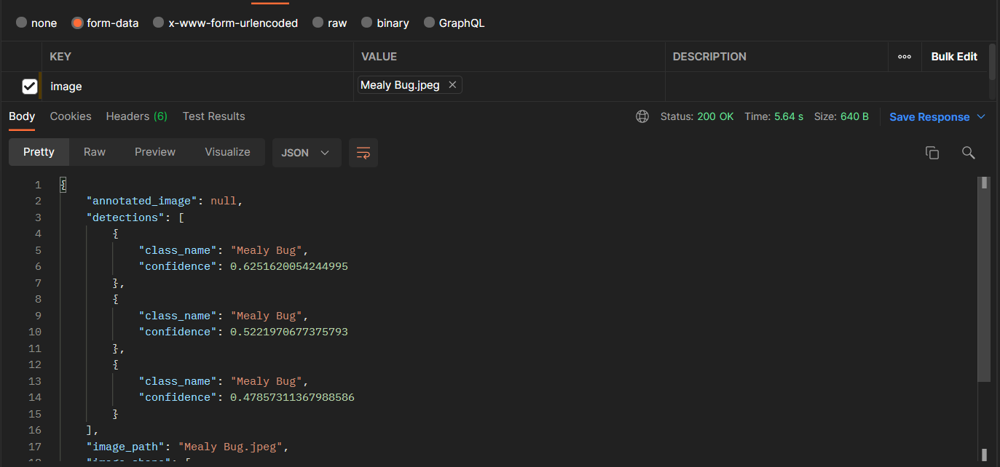 none form-data x-www-form-urlencoded raw binary GraphQL
KEY VALUE DESCRIPTION ooo Bulk Edit
image Mealy Bug.jpeg ×
Body Cookies Headers (6) Test Results Status: 200 OK Time: 5.64 s Size: 640 B Save Response
Pretty Raw Preview Visualize JSON
1 {
2 "annotated_image": null,
3 "detections": [
4 {
5 "class_name": "Mealy Bug",
6 "confidence": 0.6251620054244995
7 },
8 {
9 "class_name": "Mealy Bug",
10 "confidence": 0.5221970677375793
11 },
12 {
13 "class_name": "Mealy Bug",
14 "confidence": 0.47857311367988586
15 }
16 ],
17 "image_path": "Mealy Bug.jpeg",
18 "image_shape": [